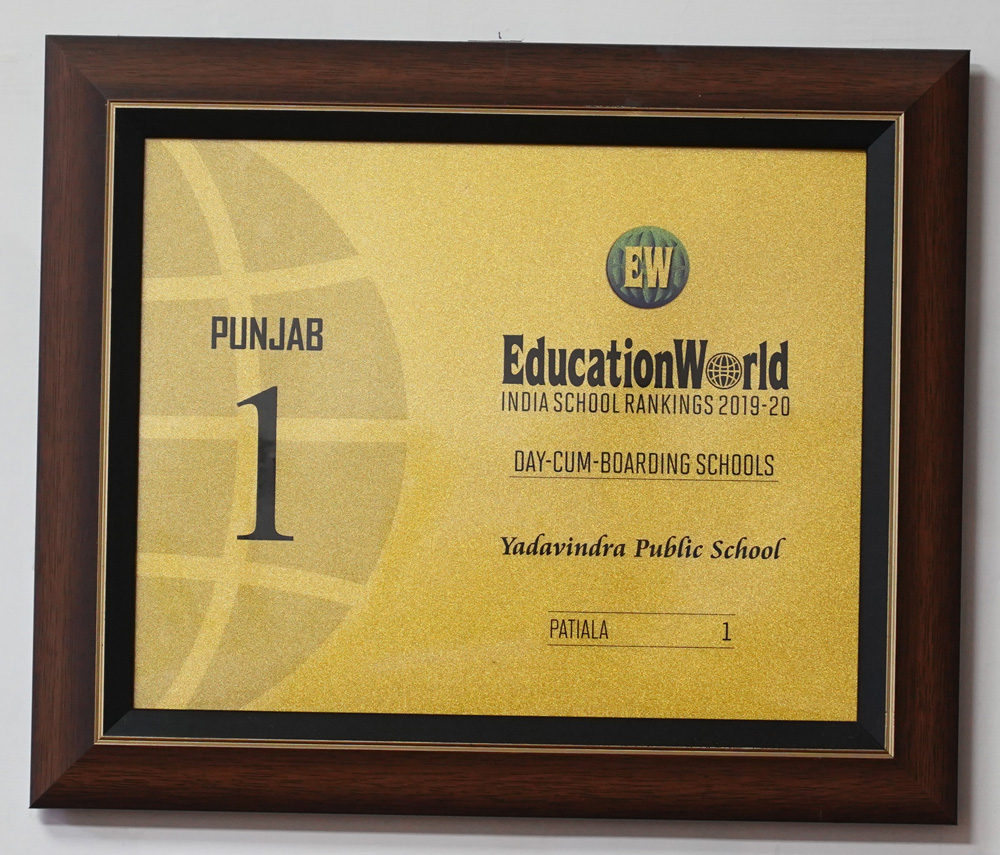 PUNJAB
1
EW
EducationWorld
INDIA SCHOOL RANKINGS 2019-20
DAY-CUM-BOARDING SCHOOLS
Yadavindra Public School
PATIALA 1